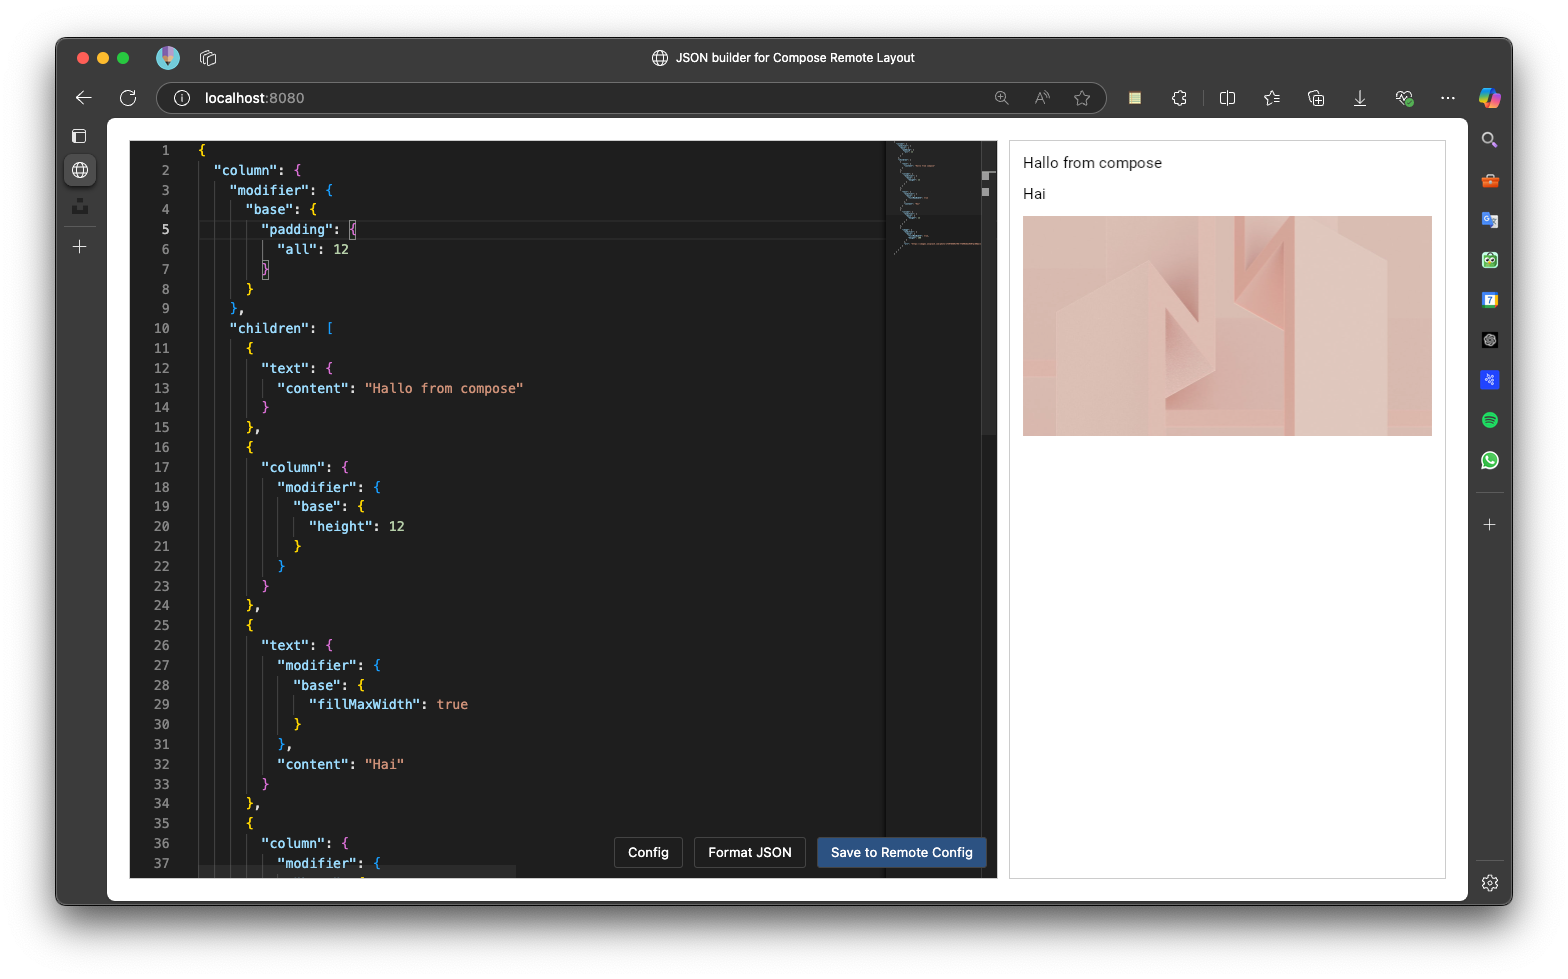 JSON builder for Compose Remote Layout
localhost:8080
1 {
2 "column": {
3 "modifier": {
4 "base": {
5 "padding": {
6 "all": 12
7 }
8 }
9 },
10 "children": [
11 {
12 "text": {
13 "content": "Hallo from compose"
14 }
15 },
16 {
17 "column": {
18 "modifier": {
19 "base": {
20 "height": 12
21 }
22 }
23 }
24 },
25 {
26 "text": {
27 "modifier": {
28 "base": {
29 "fillMaxWidth": true
30 }
31 },
32 "content": "Hai"
33 }
34 },
35 {
36 "column": {
37 "modifier": {
Config
Format JSON
Save to Remote Config
Hallo from compose
Hai
7